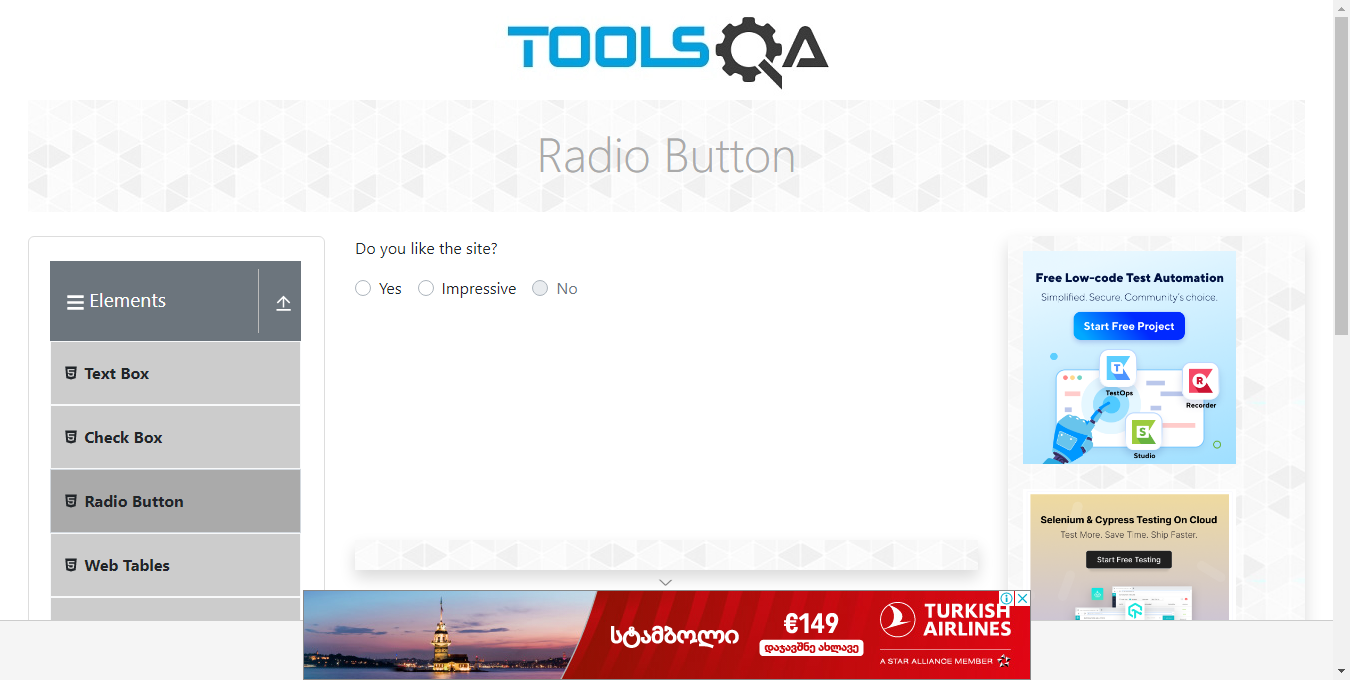 TOOLSQA
Radio Button
Elements
Text Box
Check Box
Radio Button
Web Tables
Do you like the site?
Yes
Impressive
No
Free Low-code Test Automation
Simplified. Secure. Community's choice.
Start Free Project
T
TestOps
R
Recorder
S
Studio
Selenium & Cypress Testing On Cloud
Test More. Save Time. Ship Faster.
Start Free Testing
სტამბოლი
€149
დაჯავშნე ახლავე
TURKISH
AIRLINES
A STAR ALLIANCE MEMBER